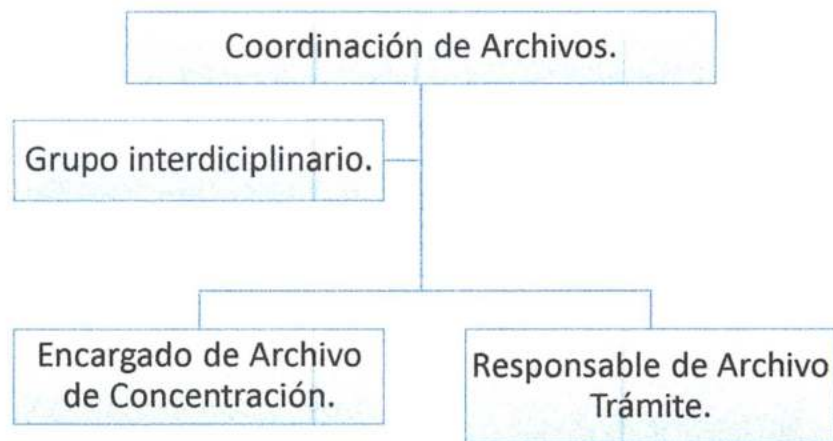 Coordinación de Archivos.
Grupo interdiciplinario.
Encargado de Archivo
de Concentración.
Responsable de Archivo
Trámite.